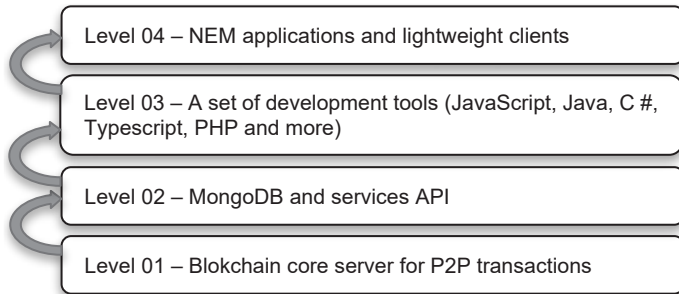 Level 04 – NEM applications and lightweight clients
Level 03 – A set of development tools (JavaScript, Java, C #,
Typescript, PHP and more)
Level 02 – MongoDB and services API
Level 01 – Blokchain core server for P2P transactions